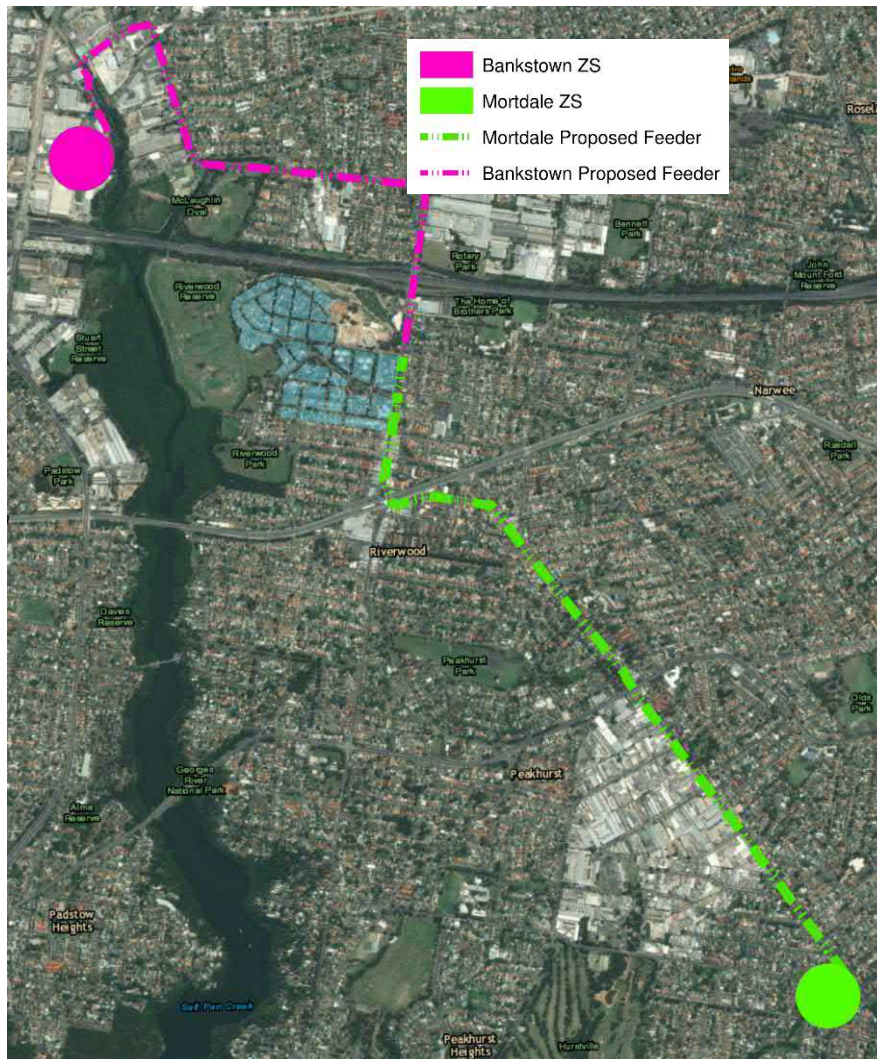 Bankstown ZS
Mortdale ZS
Mortdale Proposed Feeder
Bankstown Proposed Feeder
McLaughlin
Oval
Riverwood
Reserve
Stuart
Street
Reserve
Rotary
Park
Bennett
Park
The Home of
Brothers Park
John
Mount Ford
Reserve
Narwee
Riverwood
Park
Padstow
Park
Riverwood
Davies
Reserve
Peakhurst
Park
Olds
Park
Georges
River
National Park
Peakhurst
Alma
Reserve
Padstow
Heights
Salt Pan Creek
Peakhurst
Heights
Hurstville